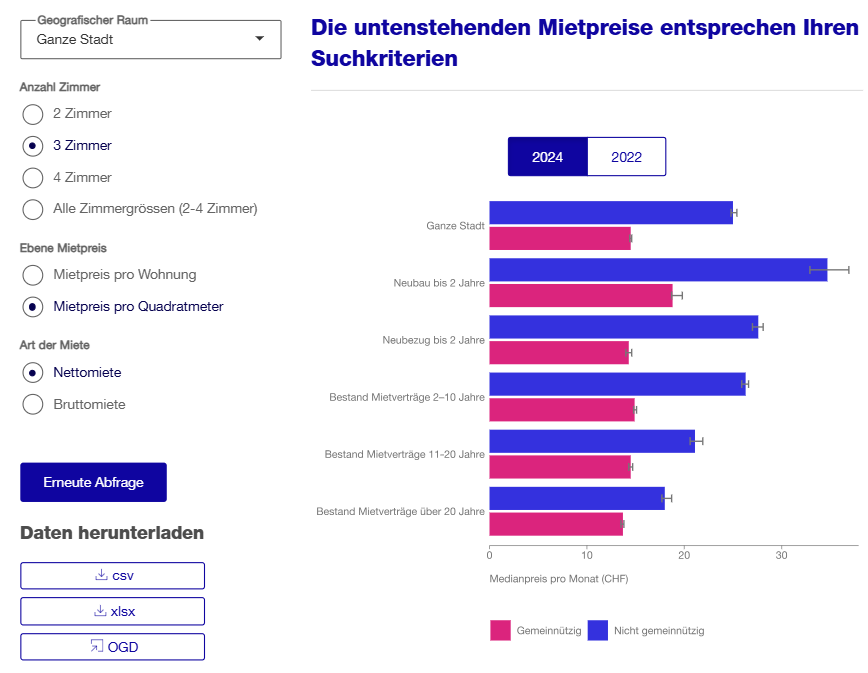 Geografischer Raum
Ganze Stadt
Anzahl Zimmer
2 Zimmer
3 Zimmer
4 Zimmer
Alle Zimmergrössen (2-4 Zimmer)
Ebene Mietpreis
Mietpreis pro Wohnung
Mietpreis pro Quadratmeter
Art der Miete
Nettomiete
Bruttomiete
Erneute Abfrage
Daten herunterladen
csv
xlsx
OGD
Die untenstehenden Mietpreise entsprechen Ihren
Suchkriterien
2024 2022
Ganze Stadt
Neubau bis 2 Jahre
Neubezug bis 2 Jahre
Bestand Mietverträge 2–10 Jahre
Bestand Mietverträge 11-20 Jahre
Bestand Mietverträge über 20 Jahre
0 10 20 30
Medianpreis pro Monat (CHF)
Gemeinnützig Nicht gemeinnützig